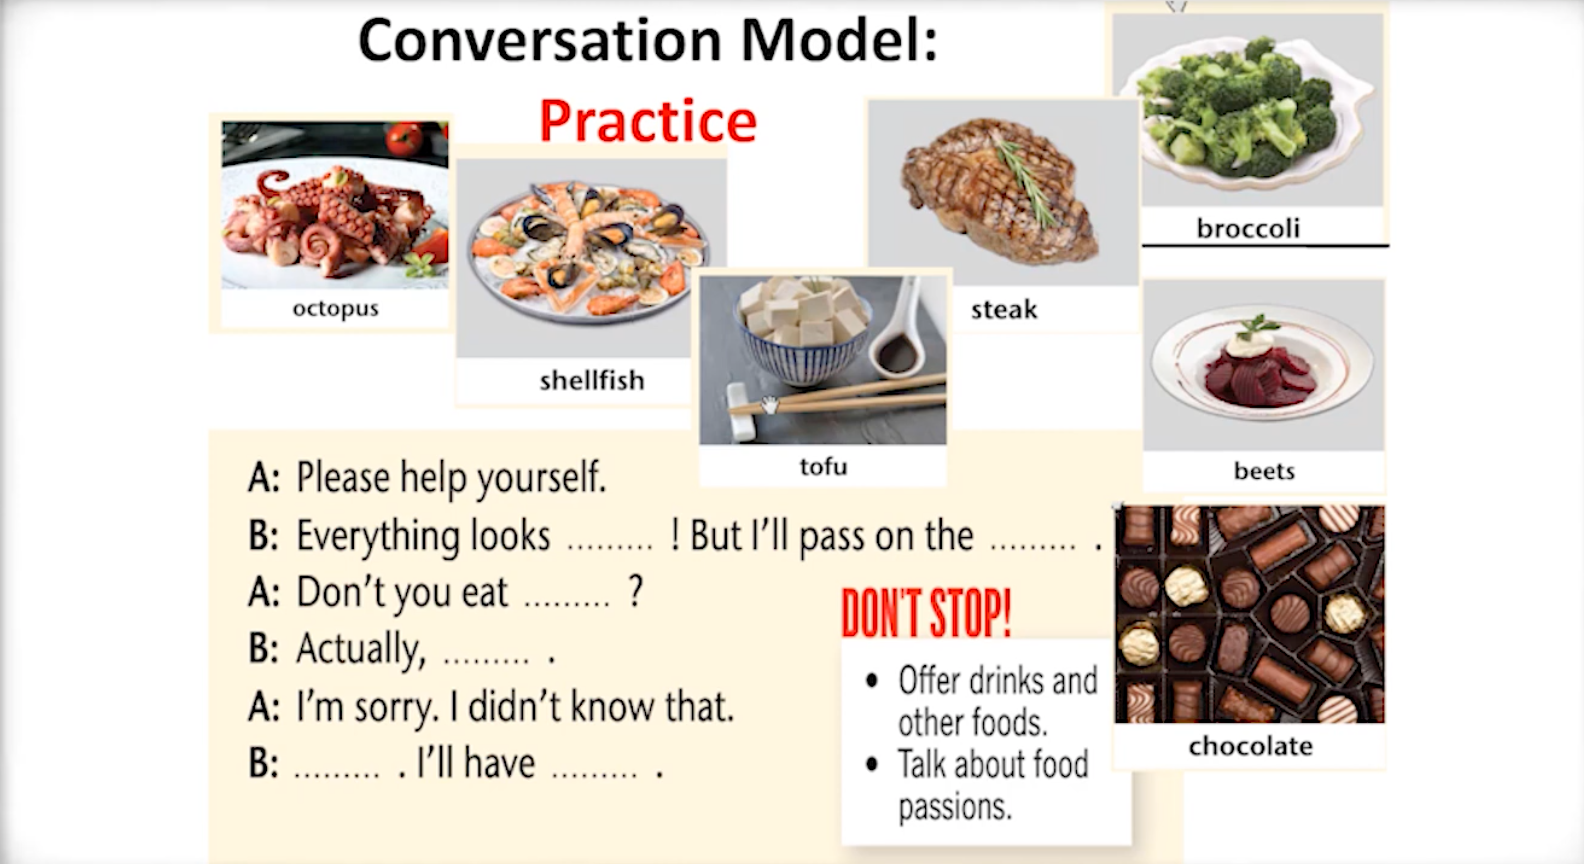 Conversation Model:
Practice
octopus
shellfish
tofu
steak
broccoli
beets
chocolate
A: Please help yourself.
B: Everything looks ......... ! But I'll pass on the ......... .
A: Don't you eat ......... ?
B: Actually, ......... .
A: I'm sorry. I didn't know that.
B: ......... . I'll have ......... .
DON'T STOP!
• Offer drinks and
other foods.
• Talk about food
passions.